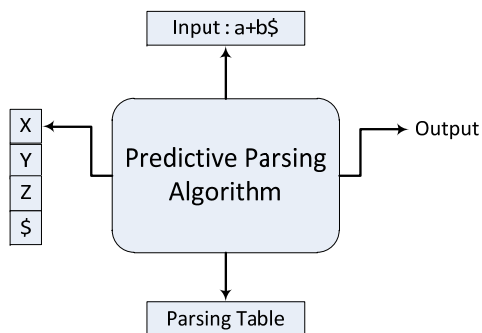 Input : a+b$
X
Y
Z
$
Predictive Parsing
Algorithm
Output
Parsing Table